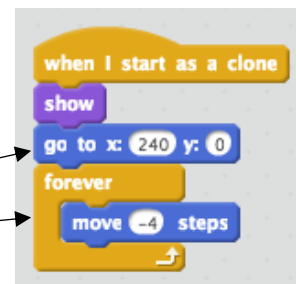 when I start as a clone
show
go to x: 240 y: 0
forever
move -4 steps